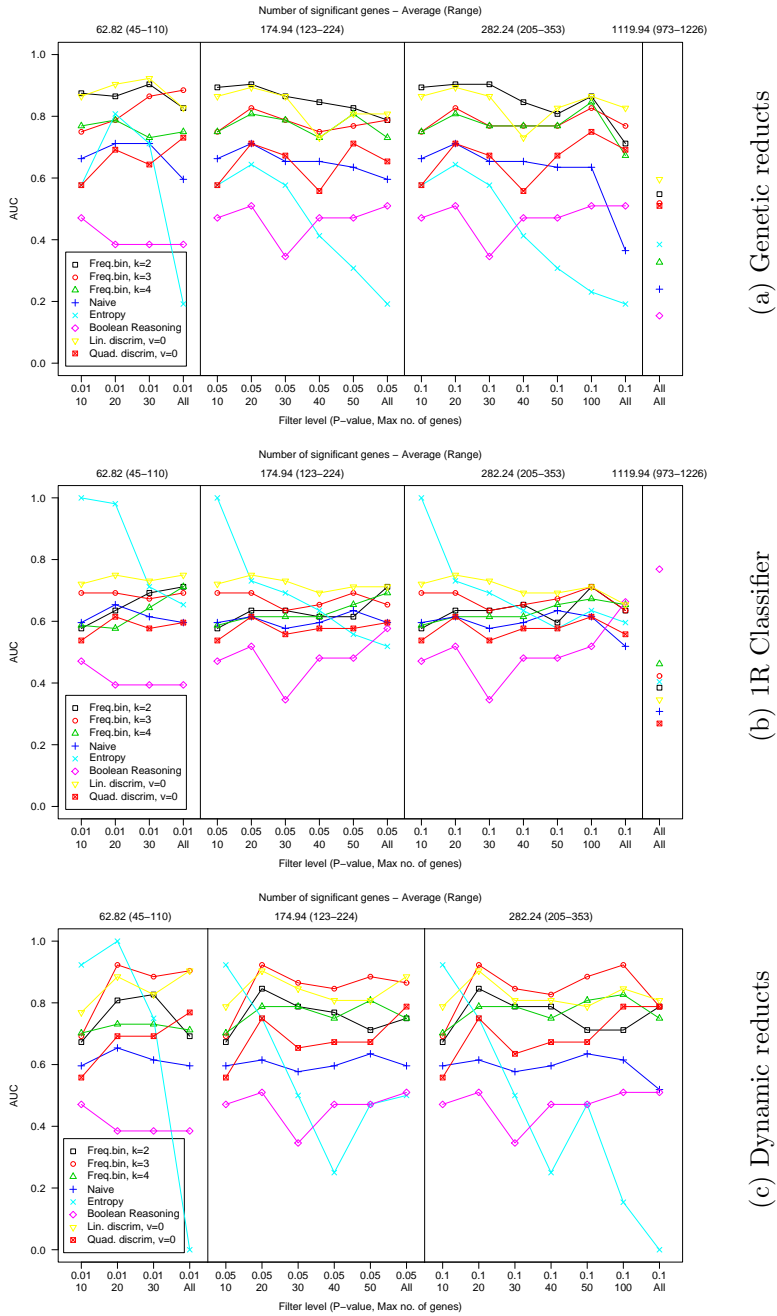 Number of significant genes − Average (Range)
62.82 (45−110) 174.94 (123−224) 282.24 (205−353) 1119.94 (973−1226)
AUC
1.0
0.8
0.6
0.4
0.2
0.0
Freq.bin, k=2
Freq.bin, k=3
Freq.bin, k=4
Naive
Entropy
Boolean Reasoning
Lin. discrim, v=0
Quad. discrim, v=0
0.01 0.01 0.01 0.01 0.05 0.05 0.05 0.05 0.05 0.05 0.1 0.1 0.1 0.1 0.1 0.1 0.1 All
10 20 30 All 10 20 30 40 50 All 10 20 30 40 50 100 All All
Filter level (P−value, Max no. of genes)
(a) Genetic reducts
Number of significant genes − Average (Range)
62.82 (45−110) 174.94 (123−224) 282.24 (205−353) 1119.94 (973−1226)
AUC
1.0
0.8
0.6
0.4
0.2
0.0
Freq.bin, k=2
Freq.bin, k=3
Freq.bin, k=4
Naive
Entropy
Boolean Reasoning
Lin. discrim, v=0
Quad. discrim, v=0
0.01 0.01 0.01 0.01 0.05 0.05 0.05 0.05 0.05 0.05 0.1 0.1 0.1 0.1 0.1 0.1 0.1 All
10 20 30 All 10 20 30 40 50 All 10 20 30 40 50 100 All All
Filter level (P−value, Max no. of genes)
(b) 1R Classifier
Number of significant genes − Average (Range)
62.82 (45−110) 174.94 (123−224) 282.24 (205−353)
AUC
1.0
0.8
0.6
0.4
0.2
0.0
Freq.bin, k=2
Freq.bin, k=3
Freq.bin, k=4
Naive
Entropy
Boolean Reasoning
Lin. discrim, v=0
Quad. discrim, v=0
0.01 0.01 0.01 0.01 0.05 0.05 0.05 0.05 0.05 0.05 0.1 0.1 0.1 0.1 0.1 0.1 0.1
10 20 30 All 10 20 30 40 50 All 10 20 30 40 50 100 All
Filter level (P−value, Max no. of genes)
(c) Dynamic reducts